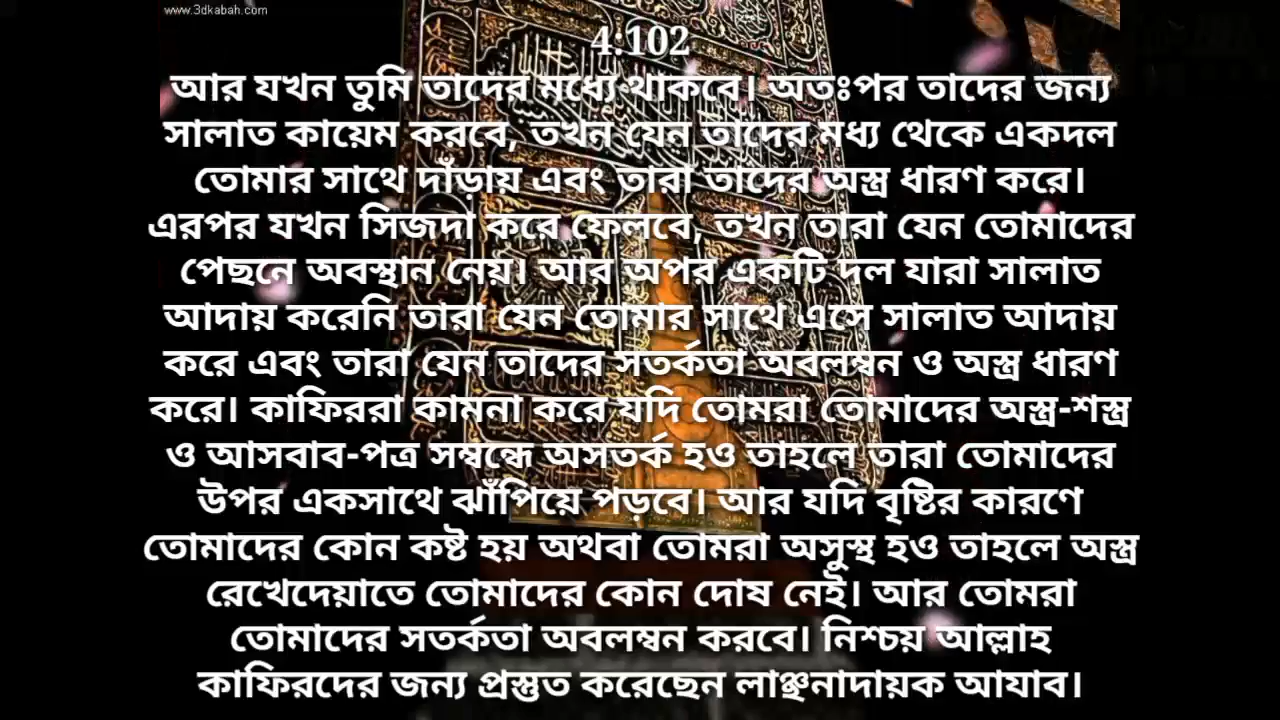 www.3dkabah.com
4:102
আর যখন তুমি তাদের মধ্যে থাকবে। অতঃপর তাদের জন্য
সালাত কায়েম করবে, তখন যেন তাদের মধ্য থেকে একদল
তোমার সাথে দাঁড়ায় এবং তারা তাদের অস্ত্র ধারণ করে।
এরপর যখন সিজদা করে ফেলবে, তখন তারা যেন তোমাদের
পেছনে অবস্থান নেয়। আর অপর একটি দল যারা সালাত
আদায় করেনি তারা যেন তোমার সাথে এসে সালাত আদায়
করে এবং তারা যেন তাদের সতর্কতা অবলম্বন ও অস্ত্র ধারণ
করে। কাফিররা কামনা করে যদি তোমরা তোমাদের অস্ত্র-শস্ত্র
ও আসবাব-পত্র সম্বন্ধে অসতর্ক হও তাহলে তারা তোমাদের
উপর একসাথে ঝাঁপিয়ে পড়বে। আর যদি বৃষ্টির কারণে
তোমাদের কোন কষ্ট হয় অথবা তোমরা অসুস্থ হও তাহলে অস্ত্র
রেখেদেয়াতে তোমাদের কোন দোষ নেই। আর তোমরা
তোমাদের সতর্কতা অবলম্বন করবে। নিশ্চয় আল্লাহ
কাফিরদের জন্য প্রস্তুত করেছেন লাঞ্ছনাদায়ক আযাব।